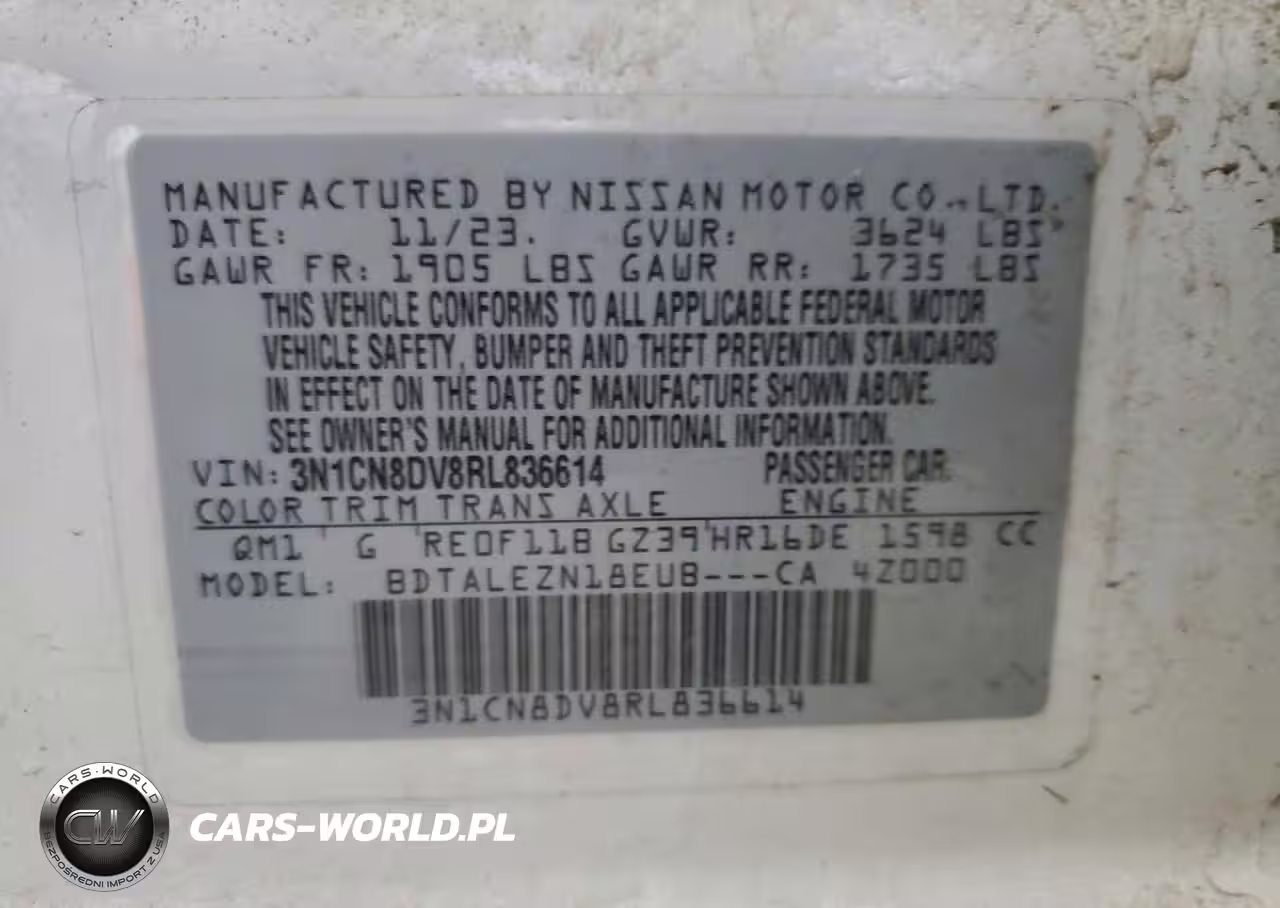 MANUFACTURED BY NISSAN MOTOR CO., LTD.
DATE: 11/23. GVWR: 3624 LBS
GAWR FR: 1905 LBS GAWR RR: 1735 LBS
THIS VEHICLE CONFORMS TO ALL APPLICABLE FEDERAL MOTOR
VEHICLE SAFETY, BUMPER AND THEFT PREVENTION STANDARDS
IN EFFECT ON THE DATE OF MANUFACTURE SHOWN ABOVE.
SEE OWNER'S MANUAL FOR ADDITIONAL INFORMATION.
VIN: 3N1CN8DV8RL836614 PASSENGER CAR.
COLOR TRIM TRANS AXLE ENGINE
QM1 G RE0F11B GZ39 HR16DE 1598 CC
MODEL: BDTALEZN18EUB---CA 4Z000
3N1CN8DV8RL836614
CARS-WORLD
CW
BEZPOŚREDNI IMPORT Z USA
CARS-WORLD.PL